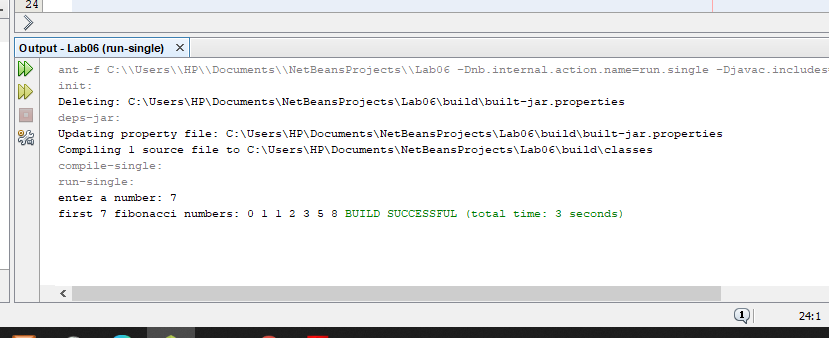 24
Output - Lab06 (run-single) ×
ant -f C:\\Users\\HP\\Documents\\NetBeansProjects\\Lab06 -Dnb.internal.action.name=run.single -Djavac.includes=
init:
Deleting: C:\Users\HP\Documents\NetBeansProjects\Lab06\build\built-jar.properties
deps-jar:
Updating property file: C:\Users\HP\Documents\NetBeansProjects\Lab06\build\built-jar.properties
Compiling 1 source file to C:\Users\HP\Documents\NetBeansProjects\Lab06\build\classes
compile-single:
run-single:
enter a number: 7
first 7 fibonacci numbers: 0 1 1 2 3 5 8 BUILD SUCCESSFUL (total time: 3 seconds)
1 24:1